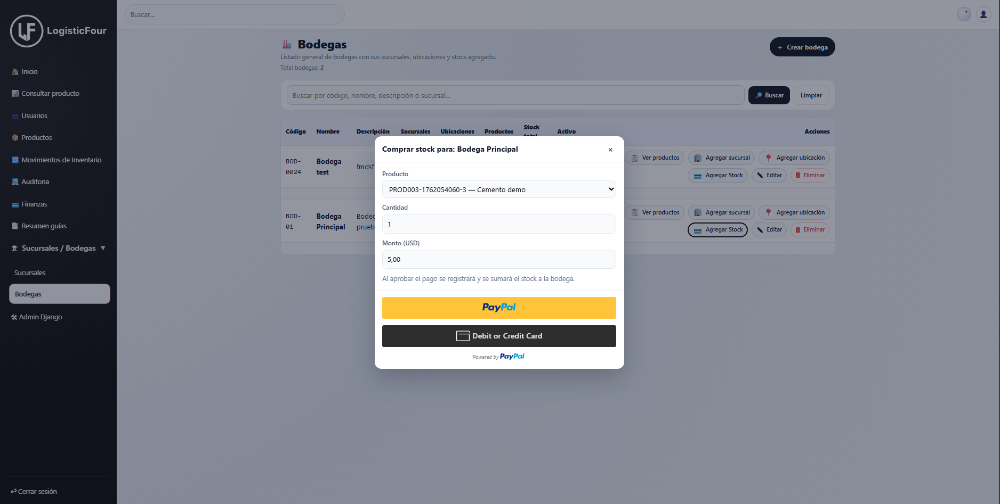 LogisticFour
Buscar...
Inicio
Consultar producto
Usuarios
Productos
Movimientos de Inventario
Auditoria
Finanzas
Resumen guías
Sucursales / Bodegas ▼
Sucursales
Bodegas
Admin Django
Cerrar sesión
Bodegas
Listado general de bodegas con sus sucursales, ubicaciones y stock agregado.
Total bodegas: 2
+ Crear bodega
Buscar por código, nombre, descripción o sucursal...
Buscar
Limpiar
Código Nombre Descripción Sucursales Ubicaciones Productos Stock total Activo Acciones
BOD-0024
Bodega test
fmdsf
Ver productos
Agregar sucursal
Agregar ubicación
Agregar Stock
Editar
Eliminar
BOD-01
Bodega Principal
Ver productos
Agregar sucursal
Agregar ubicación
Agregar Stock
Editar
Eliminar
Comprar stock para: Bodega Principal
×
Producto
PROD003-1762054060-3 — Cemento demo
Cantidad
1
Monto (USD)
5,00
Al aprobar el pago se registrará y se sumará el stock a la bodega.
PayPal
Debit or Credit Card
Powered by PayPal